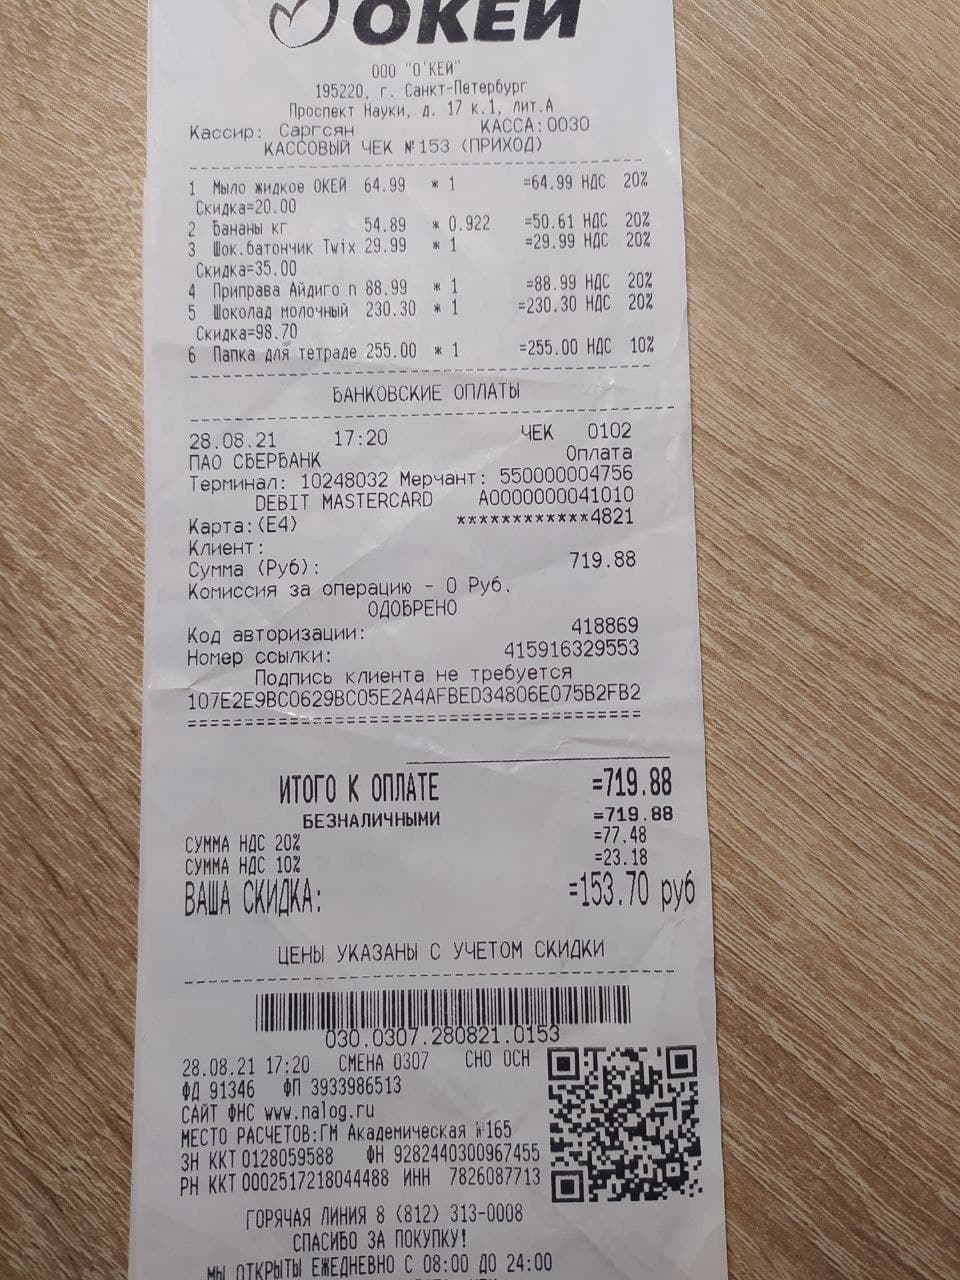 ОКЕЙ
ООО "О'КЕЙ"
195220, г. Санкт-Петербург
Проспект Науки, д. 17 к.1, лит.А
Кассир: Саргсян КАССА:0030
КАССОВЫЙ ЧЕК №153 (ПРИХОД)
1 Мыло жидкое ОКЕЙ 64.99 * 1 =64.99 НДС 20%
Скидка=20.00
2 Бананы кг 54.89 * 0.922 =50.61 НДС 20%
3 Шок.батончик Twix 29.99 * 1 =29.99 НДС 20%
Скидка=35.00
4 Приправа Айдиго п 88.99 * 1 =88.99 НДС 20%
5 Шоколад молочный 230.30 * 1 =230.30 НДС 20%
Скидка=98.70
6 Папка для тетраде 255.00 * 1 =255.00 НДС 10%
БАНКОВСКИЕ ОПЛАТЫ
28.08.21 17:20 ЧЕК 0102
ПАО СБЕРБАНК Оплата
Терминал: 10248032 Мерчант: 550000004756
DEBIT MASTERCARD A0000000041010
Карта:(E4) ************4821
Клиент:
Сумма (Руб): 719.88
Комиссия за операцию - 0 Руб.
ОДОБРЕНО
Код авторизации: 418869
Номер ссылки: 415916329553
Подпись клиента не требуется
107E2E9BC0629BC05E2A4AFBED34806E075B2FB2
========================================
ИТОГО К ОПЛАТЕ =719.88
БЕЗНАЛИЧНЫМИ =719.88
СУММА НДС 20% =77.48
СУММА НДС 10% =23.18
ВАША СКИДКА: =153.70 руб
ЦЕНЫ УКАЗАНЫ С УЧЕТОМ СКИДКИ
030.0307.280821.0153
28.08.21 17:20 СМЕНА 0307 СНО ОСН
ФД 91346 ФП 3933986513
САЙТ ФНС www.nalog.ru
МЕСТО РАСЧЕТОВ:ГМ Академическая №165
ЗН ККТ 0128059588 ФН 9282440300967455
РН ККТ 0002517218044488 ИНН 7826087713
ГОРЯЧАЯ ЛИНИЯ 8 (812) 313-0008
СПАСИБО ЗА ПОКУПКУ!
МЫ ОТКРЫТЫ ЕЖЕДНЕВНО С 08:00 ДО 24:00